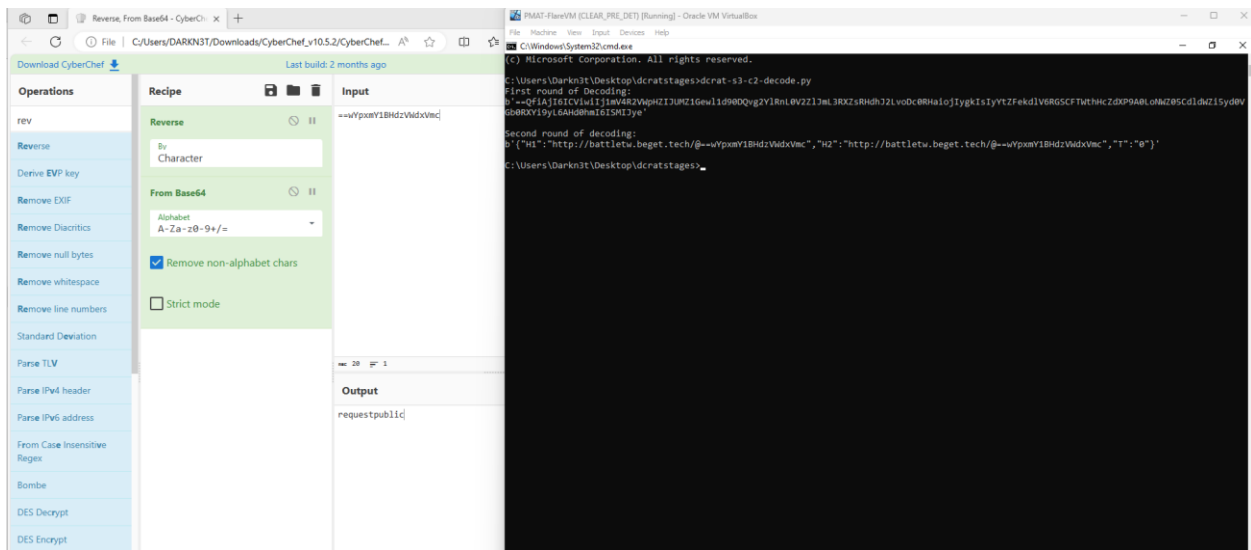 Reverse, From Base64 - CyberCh
File
C:/Users/DARKN3T/Downloads/CyberChef_v10.5.2/CyberChef...
Download CyberChef
Last build: 2 months ago
Operations
rev
Reverse
Derive EVP key
Remove EXIF
Remove Diacritics
Remove null bytes
Remove whitespace
Remove line numbers
Standard Deviation
Parse TLV
Parse IPv4 header
Parse IPv6 address
From Case Insensitive
Regex
Bombe
DES Decrypt
DES Encrypt
Recipe
Reverse
By
Character
From Base64
Alphabet
A-Za-z0-9+/=
Remove non-alphabet chars
Strict mode
Input
==wYpxmY1BHdzVWdxVmc
20 1
Output
requestpublic
PMAT-FlareVM (CLEAR_PRE_DET) [Running] - Oracle VM VirtualBox
File Machine View Input Devices Help
C:\Windows\System32\cmd.exe
(c) Microsoft Corporation. All rights reserved.
C:\Users\Darkn3t\Desktop\dcratstages>dcrat-s3-c2-decode.py
First round of Decoding:
Second round of decoding:
b'{"H1":"http://battletw.beget.tech/@==wYpxmY1BHdzVWdxVmc","H2":"http://battletw.beget.tech/@==wYpxmY1BHdzVWdxVmc","T":"0"}'
C:\Users\Darkn3t\Desktop\dcratstages>